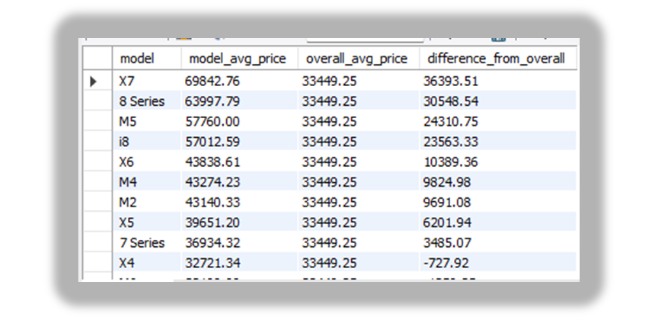 model model_avg_price overall_avg_price difference_from_overall
X7 69842.76 33449.25 36393.51
8 Series 63997.79 33449.25 30548.54
M5 57760.00 33449.25 24310.75
i8 57012.59 33449.25 23563.33
X6 43838.61 33449.25 10389.36
M4 43274.23 33449.25 9824.98
M2 43140.33 33449.25 9691.08
X5 39651.20 33449.25 6201.94
7 Series 36934.32 33449.25 3485.07
X4 32721.34 33449.25 -727.92